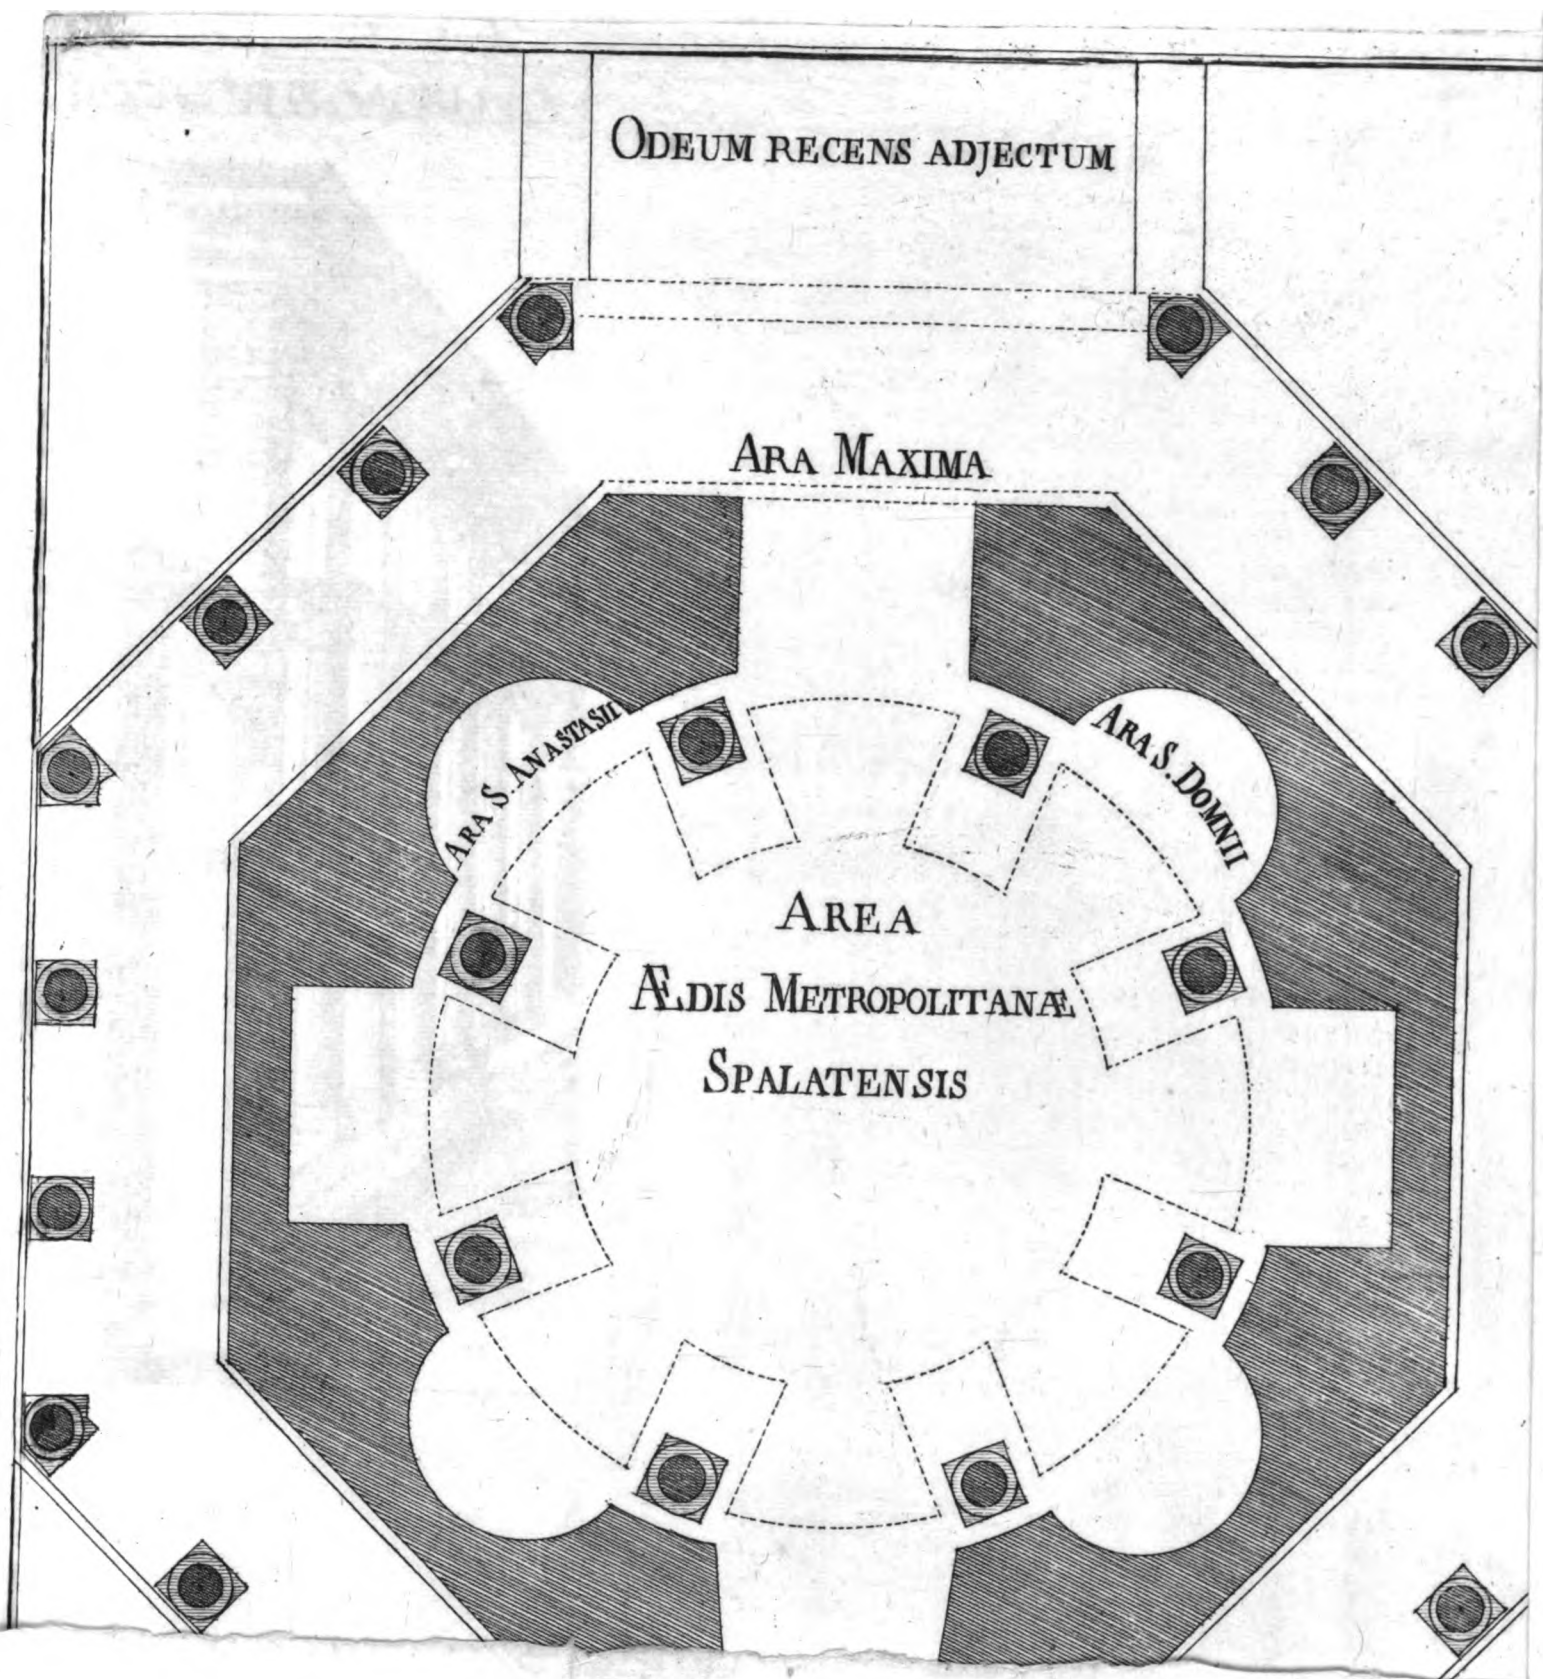 ODEUM RECENS ADJECTUM
ARA MAXIMA
ARA S. ANASTASII
ARA S. DOMNII
AREA
ÆDIS METROPOLITANÆ
SPALATENSIS